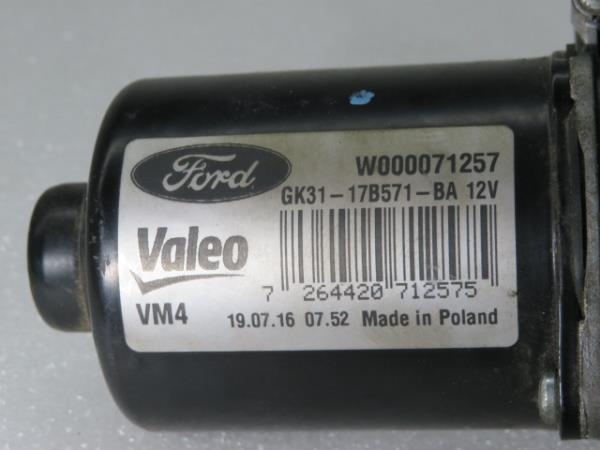 Ford
W000071257
GK31-17B571-BA 12V
Valeo
7 264420 712575
VM4
19.07.16 07.52 Made in Poland